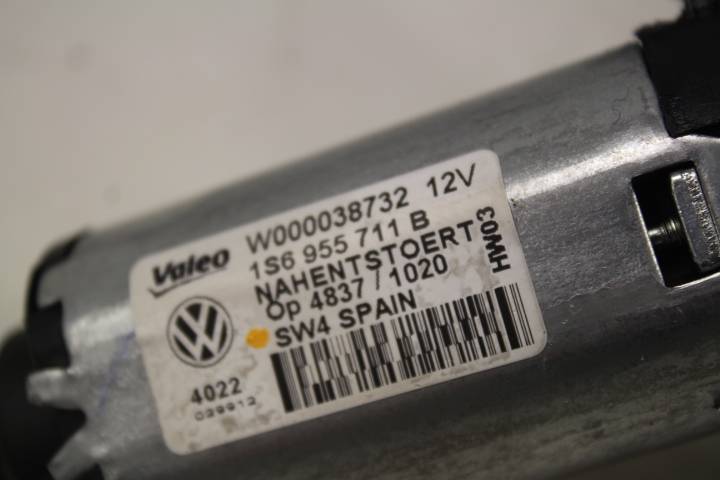 Valeo
W000038732 12V
1S6 955 711 B
NAHENTSTOERT
Op 4837 / 1020
SW4 SPAIN
HW03
4022
029912